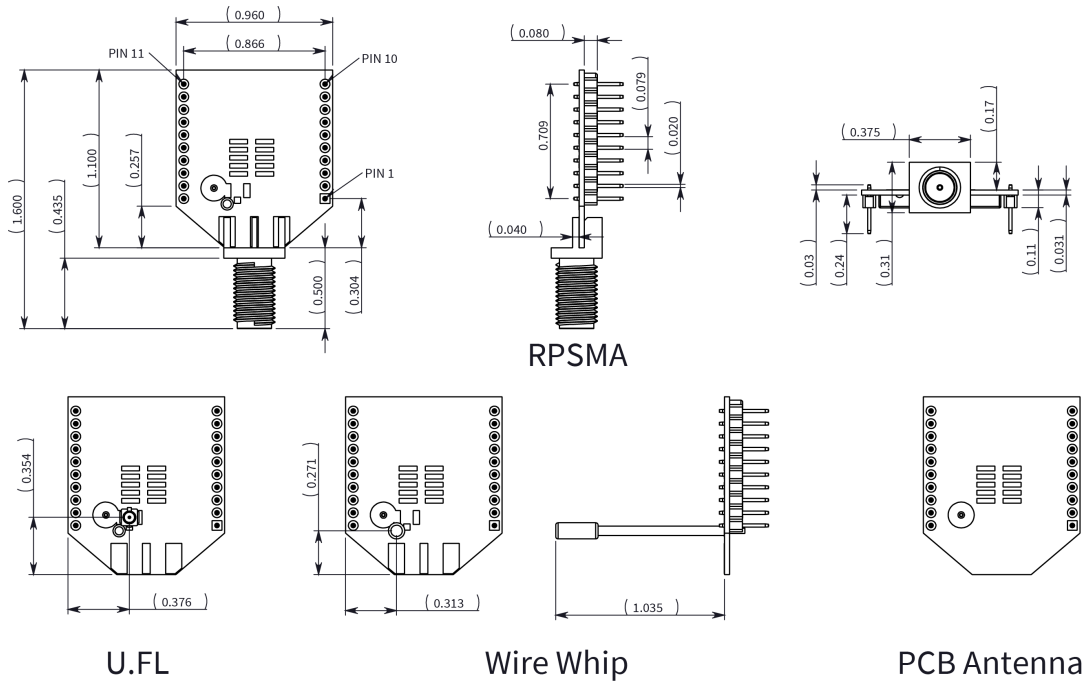 ( 0.960 )
( 0.866 )
PIN 11
PIN 10
PIN 1
( 1.600 )
( 0.435 )
( 1.100 )
( 0.257 )
( 0.500 )
( 0.304 )
( 0.080 )
( 0.079 )
( 0.020 )
0.709
( 0.040 )
( 0.375 )
( 0.17 )
( 0.03 )
( 0.24 )
( 0.31 )
( 0.11 )
( 0.031 )
RPSMA
( 0.354 )
( 0.376 )
( 0.271 )
( 0.313 )
( 1.035 )
U.FL
Wire Whip
PCB Antenna